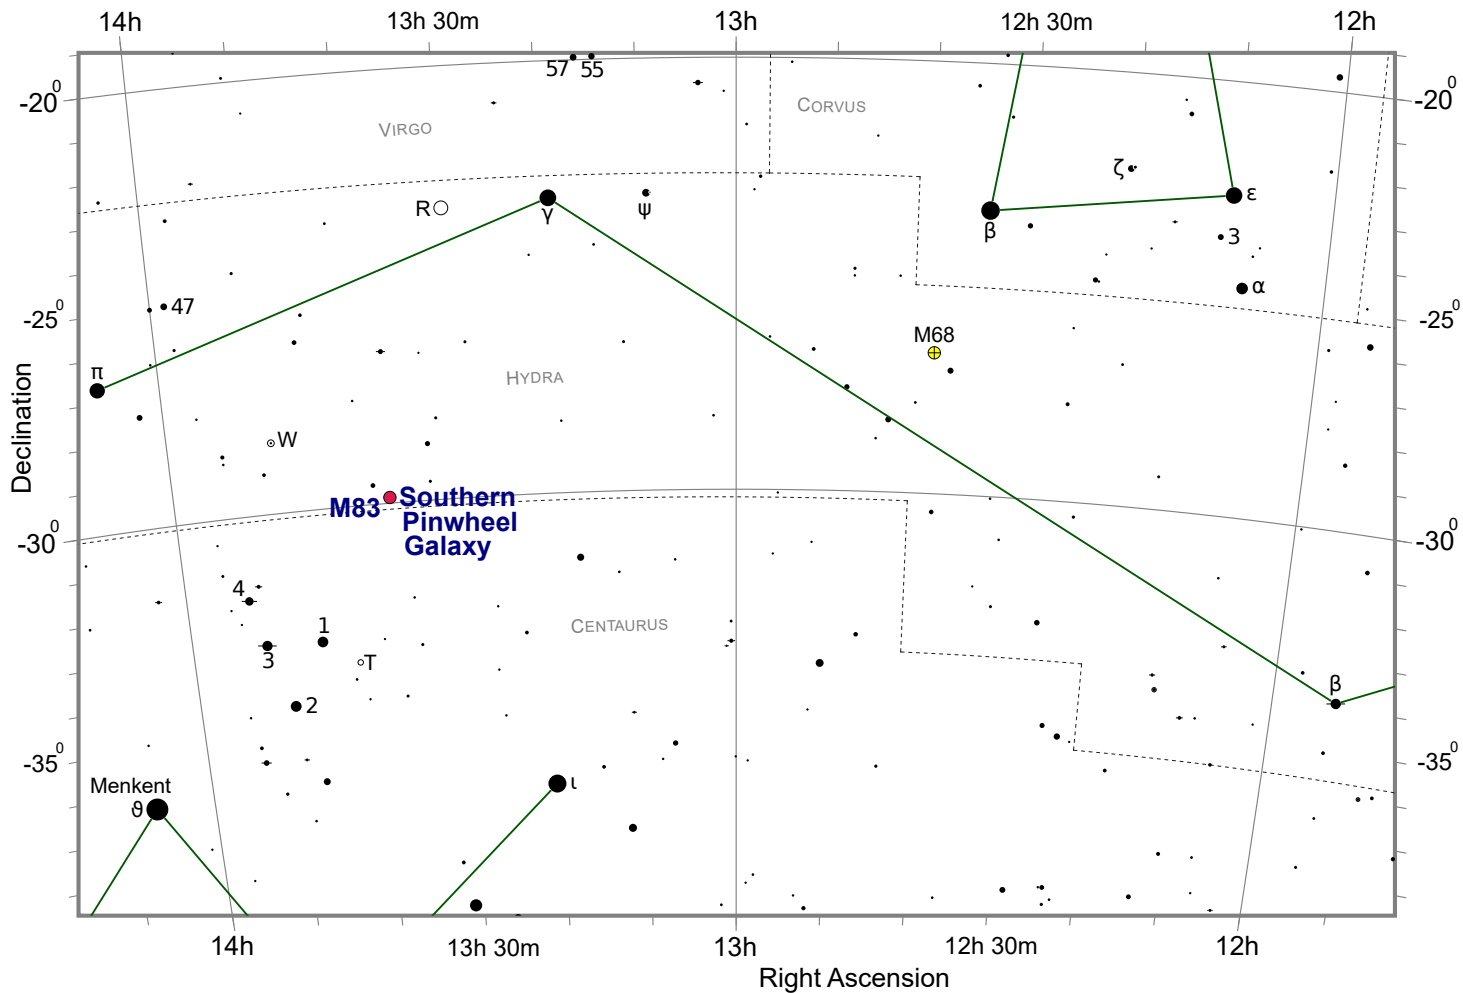 14h 13h 30m 13h 12h 30m 12h
57 55
-20⁰ VIRGO CORVUS -20⁰
ζ
R γ ψ β ε
3
47 α
-25⁰ -25⁰
M68
π
HYDRA
W
Declination
M83 Southern
Pinwheel
Galaxy
-30⁰ -30⁰
4
1 CENTAURUS
3 T
2 β
-35⁰ -35⁰
Menkent
ϑ ι
14h 13h 30m 13h 12h 30m 12h
Right Ascension